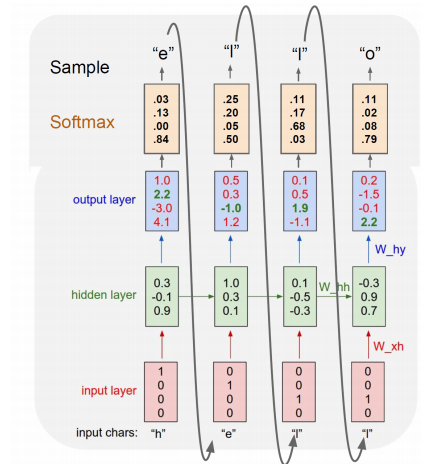 “e” “l” “l” “o”
Sample
Softmax
.03 .25 .11 .11
.13 .20 .17 .02
.00 .05 .68 .08
.84 .50 .03 .79
output layer
1.0 0.5 0.1 0.2
2.2 0.3 0.5 -1.5
-3.0 -1.0 1.9 -0.1
4.1 1.2 -1.1 2.2
W_hy
hidden layer
0.3 1.0 0.1 W_hh -0.3
-0.1 0.3 -0.5 0.9
0.9 0.1 -0.3 0.7
W_xh
input layer
1 0 0 0
0 1 0 0
0 0 1 1
0 0 0 0
input chars: “h” “e” “l” “l”